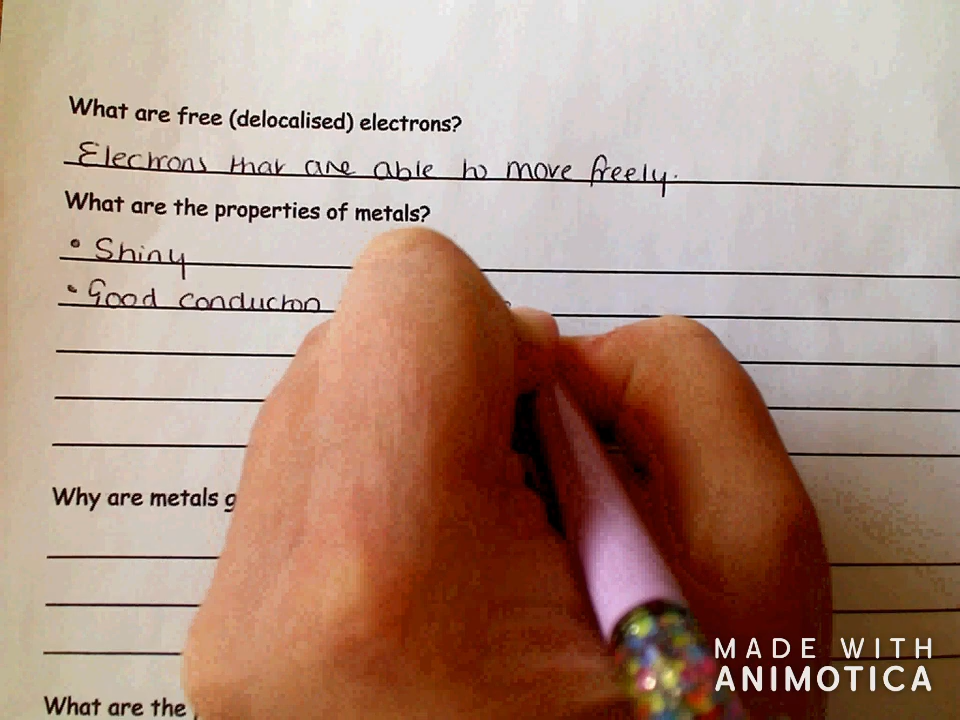 What are free (delocalised) electrons?
Electrons that are able to move freely.
What are the properties of metals?
• Shiny
• Good conductor
Why are metals g
What are the
MADE WITH
ANIMOTICA